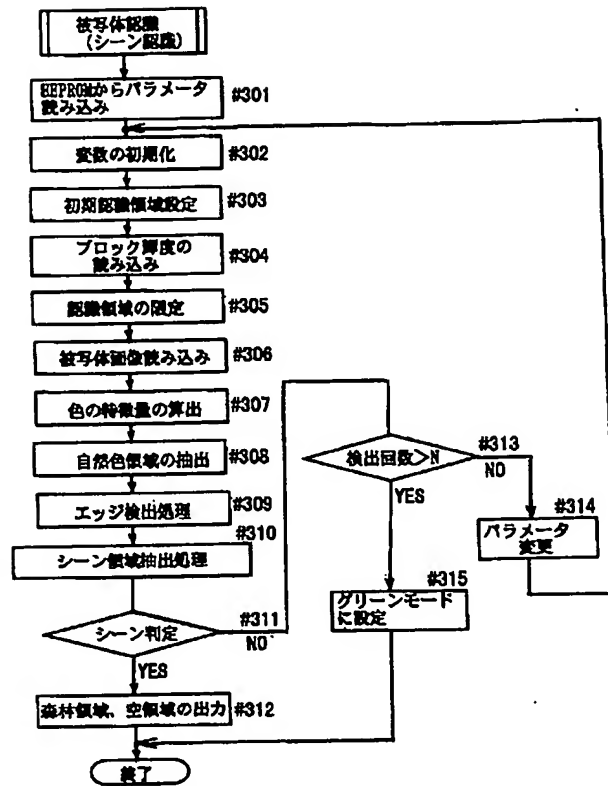 被写体認識
(シーン認識)
EEPROMからパラメータ
読み込み
#301
変数の初期化
#302
初期認識領域設定
#303
ブロック輝度の
読み込み
#304
認識領域の限定
#305
被写体画像読み込み
#306
色の特徴量の算出
#307
自然色領域の抽出
#308
エッジ検出処理
#309
#310
シーン領域抽出処理
シーン判定
#311
NO
YES
森林領域、空領域の出力
#312
終了
検出回数>N
#313
NO
YES
#314
パラメータ
変更
#315
グリーンモード
に設定